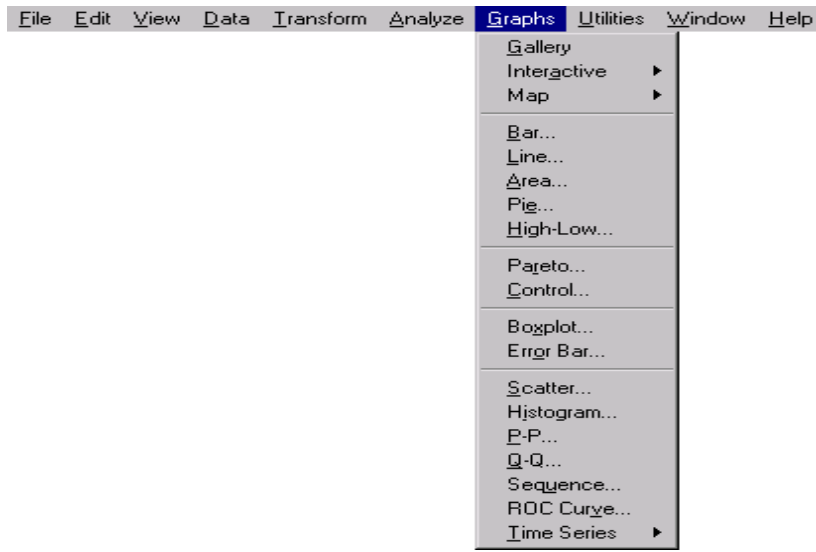 File Edit View Data Transform Analyze Graphs Utilities Window Help
Gallery
Interactive
Map
Bar...
Line...
Area...
Pie...
High-Low...
Pareto...
Control...
Boxplot...
Error Bar...
Scatter...
Histogram...
P-P...
Q-Q...
Sequence...
ROC Curve...
Time Series